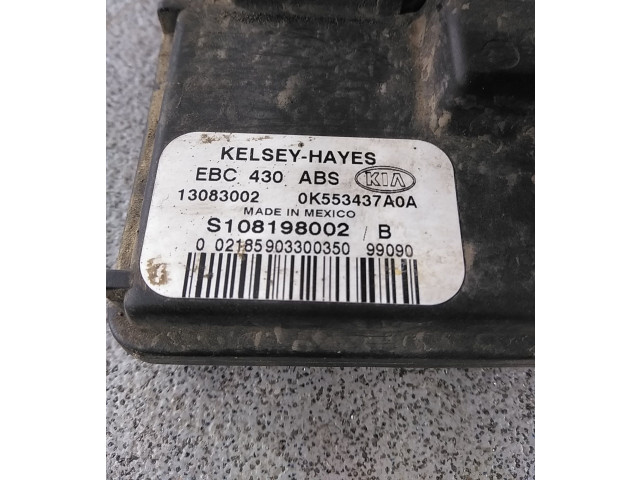 KELSEY-HAYES
EBC 430 ABS KIA
13083002 0K553437A0A
MADE IN MEXICO
S108198002 / B
0 02185903300350 99090